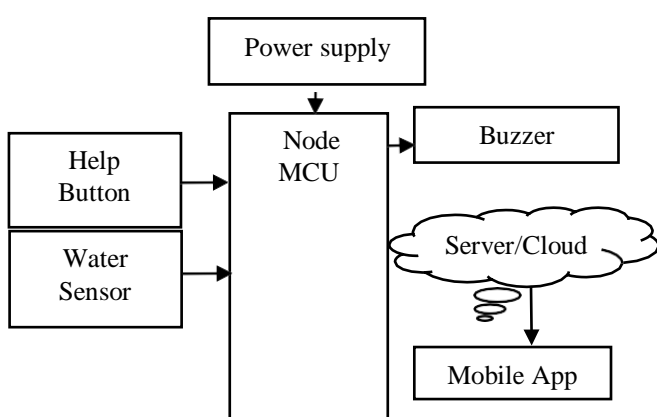 Power supply
Node
MCU
Buzzer
Help
Button
Server/Cloud
Water
Sensor
Mobile App